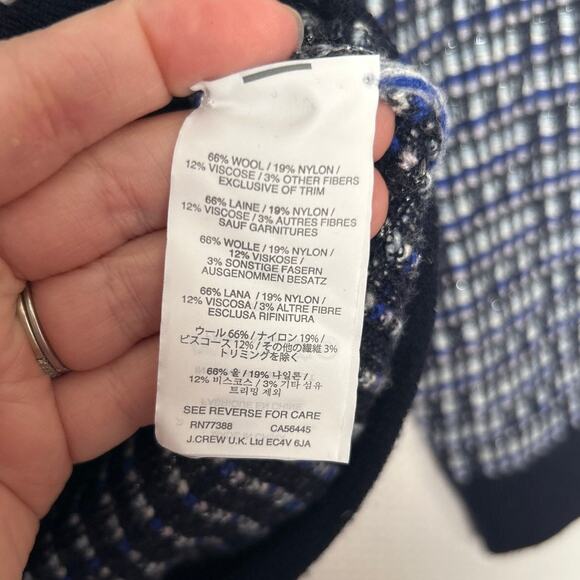 66% WOOL / 19% NYLON /
12% VISCOSE / 3% OTHER FIBERS
EXCLUSIVE OF TRIM
66% LAINE / 19% NYLON /
12% VISCOSE / 3% AUTRES FIBRES
SAUF GARNITURES
66% WOLLE / 19% NYLON /
12% VISKOSE /
3% SONSTIGE FASERN
AUSGENOMMEN BESATZ
66% LANA / 19% NYLON /
12% VISCOSA / 3% ALTRE FIBRE
ESCLUSA RIFINITURA
ウール 66% / ナイロン 19% /
ビスコース 12% / その他の繊維 3%
トリミングを除く
66% 울 / 19% 나일론 /
12% 비스코스 / 3% 기타 섬유
트리밍 제외
SEE REVERSE FOR CARE
RN77388 CA56445
J.CREW U.K. Ltd EC4V 6JA